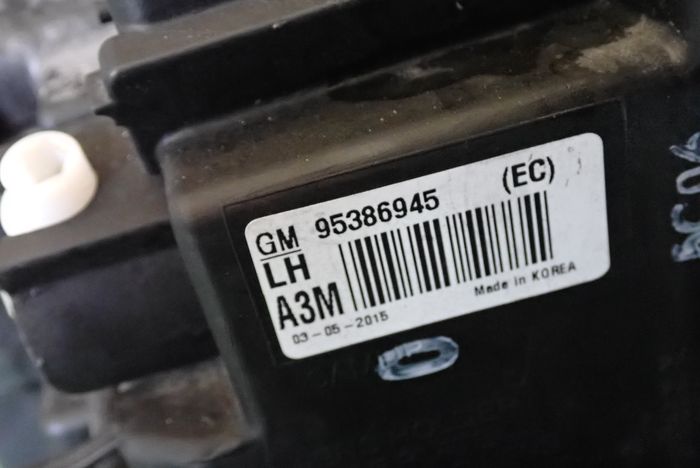 GM 95386945 (EC)
LH
A3M
03-05-2015 Made in KOREA